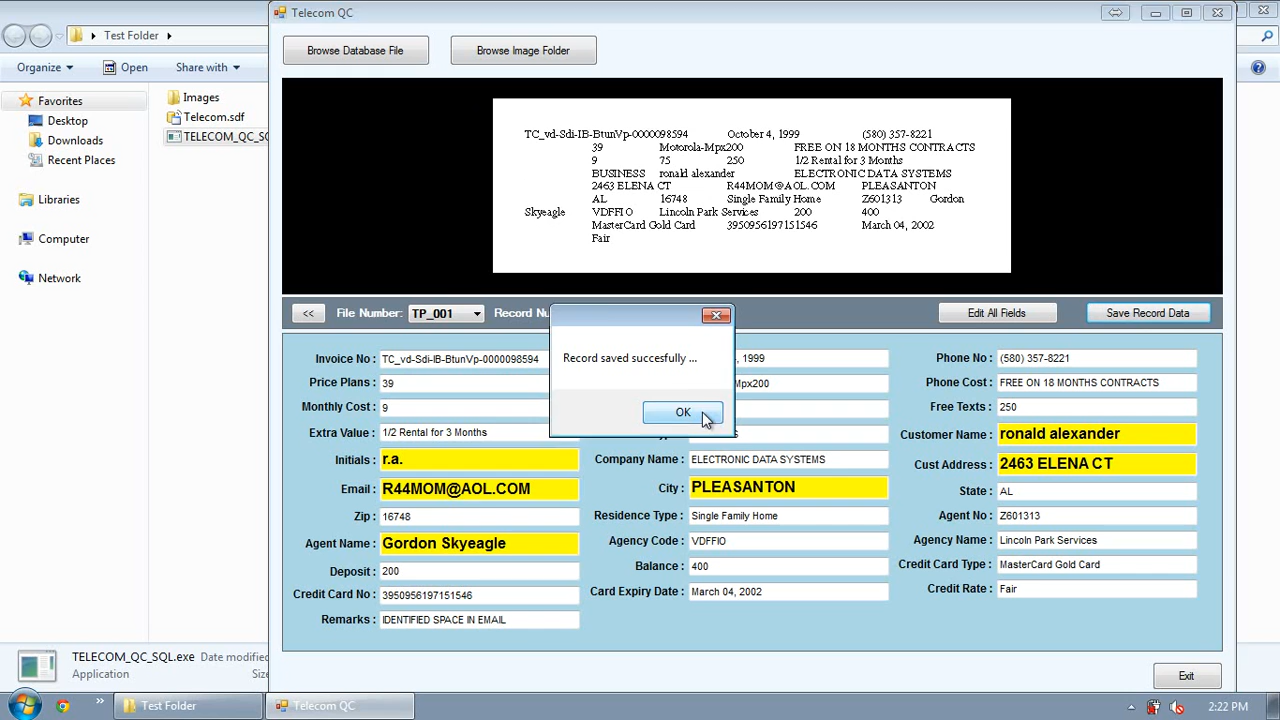 Test Folder
Telecom QC
Organize Open Share with
Favorites
Desktop
Downloads
Recent Places
Libraries
Computer
Network
Images
Telecom.sdf
TELECOM_QC_SQ
Browse Database File Browse Image Folder
TC_vd-Sdi-IB-BtunVp-0000098594 October 4, 1999 (580) 357-8221
39 Motorola-Mpx200 FREE ON 18 MONTHS CONTRACTS
9 75 250 1/2 Rental for 3 Months
BUSINESS ronald alexander ELECTRONIC DATA SYSTEMS
2463 ELENA CT R44MOM@AOL.COM PLEASANTON
AL 16748 Single Family Home Z601313 Gordon
Skyeagle VDFFIO Lincoln Park Services 200 400
MasterCard Gold Card 3950956197151546 March 04, 2002
Fair
<< File Number: TP_001 Record Nu Edit All Fields Save Record Data
Record saved succesfully ...
OK
Invoice No : TC_vd-Sdi-IB-BtunVp-0000098594 , 1999 Phone No : (580) 357-8221
Price Plans : 39 Mpx200 Phone Cost : FREE ON 18 MONTHS CONTRACTS
Monthly Cost : 9 Free Texts : 250
Extra Value : 1/2 Rental for 3 Months Customer Name : ronald alexander
Initials : r.a. Company Name : ELECTRONIC DATA SYSTEMS Cust Address : 2463 ELENA CT
Email : R44MOM@AOL.COM City : PLEASANTON State : AL
Zip : 16748 Residence Type : Single Family Home Agent No : Z601313
Agent Name : Gordon Skyeagle Agency Code : VDFFIO Agency Name : Lincoln Park Services
Deposit : 200 Balance : 400 Credit Card Type : MasterCard Gold Card
Credit Card No : 3950956197151546 Card Expiry Date : March 04, 2002 Credit Rate : Fair
Remarks : IDENTIFIED SPACE IN EMAIL
Exit
TELECOM_QC_SQL.exe Date modified
Application Size
Test Folder Telecom QC 2:22 PM